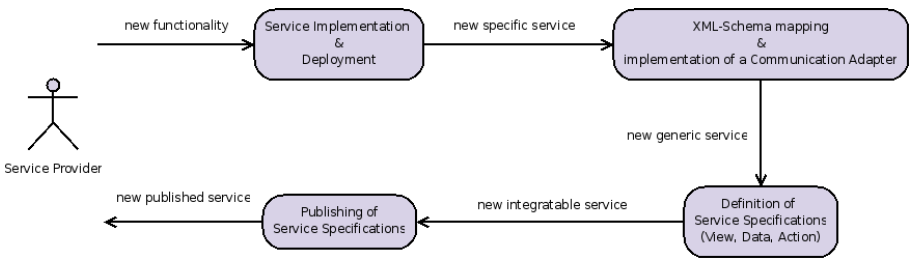 new functionality
Service Implementation
&
Deployment
new specific service
XML-Schema mapping
&
implementation of a Communication Adapter
new generic service
Service Provider
Definition of
Service Specifications
(View, Data, Action)
new integratable service
Publishing of
Service Specifications
new published service